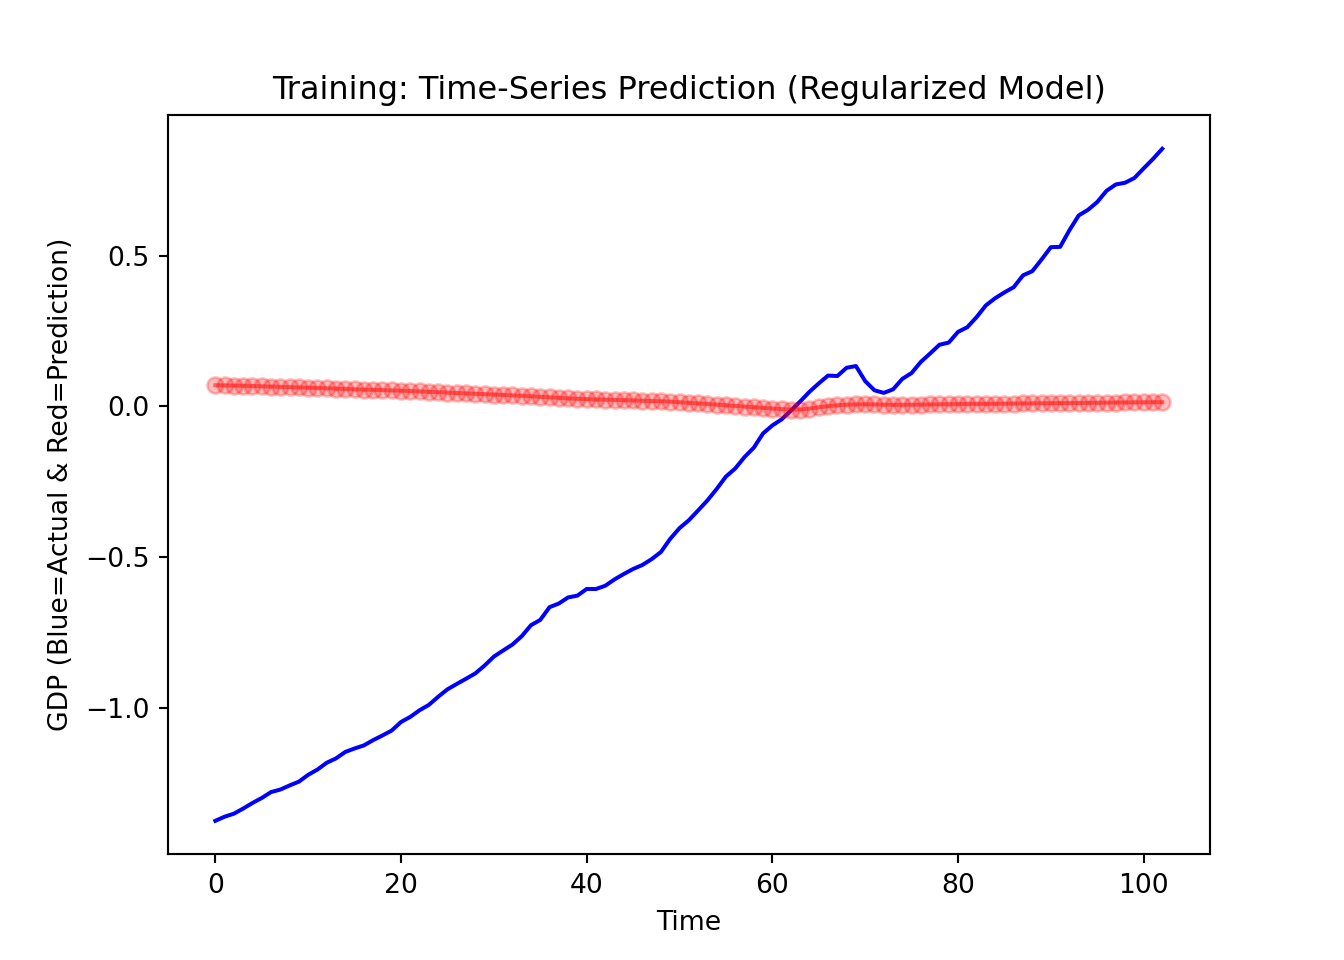 Training: Time-Series Prediction (Regularized Model)
GDP (Blue=Actual & Red=Prediction)
0.5
0.0
−0.5
−1.0
0 20 40 60 80 100
Time